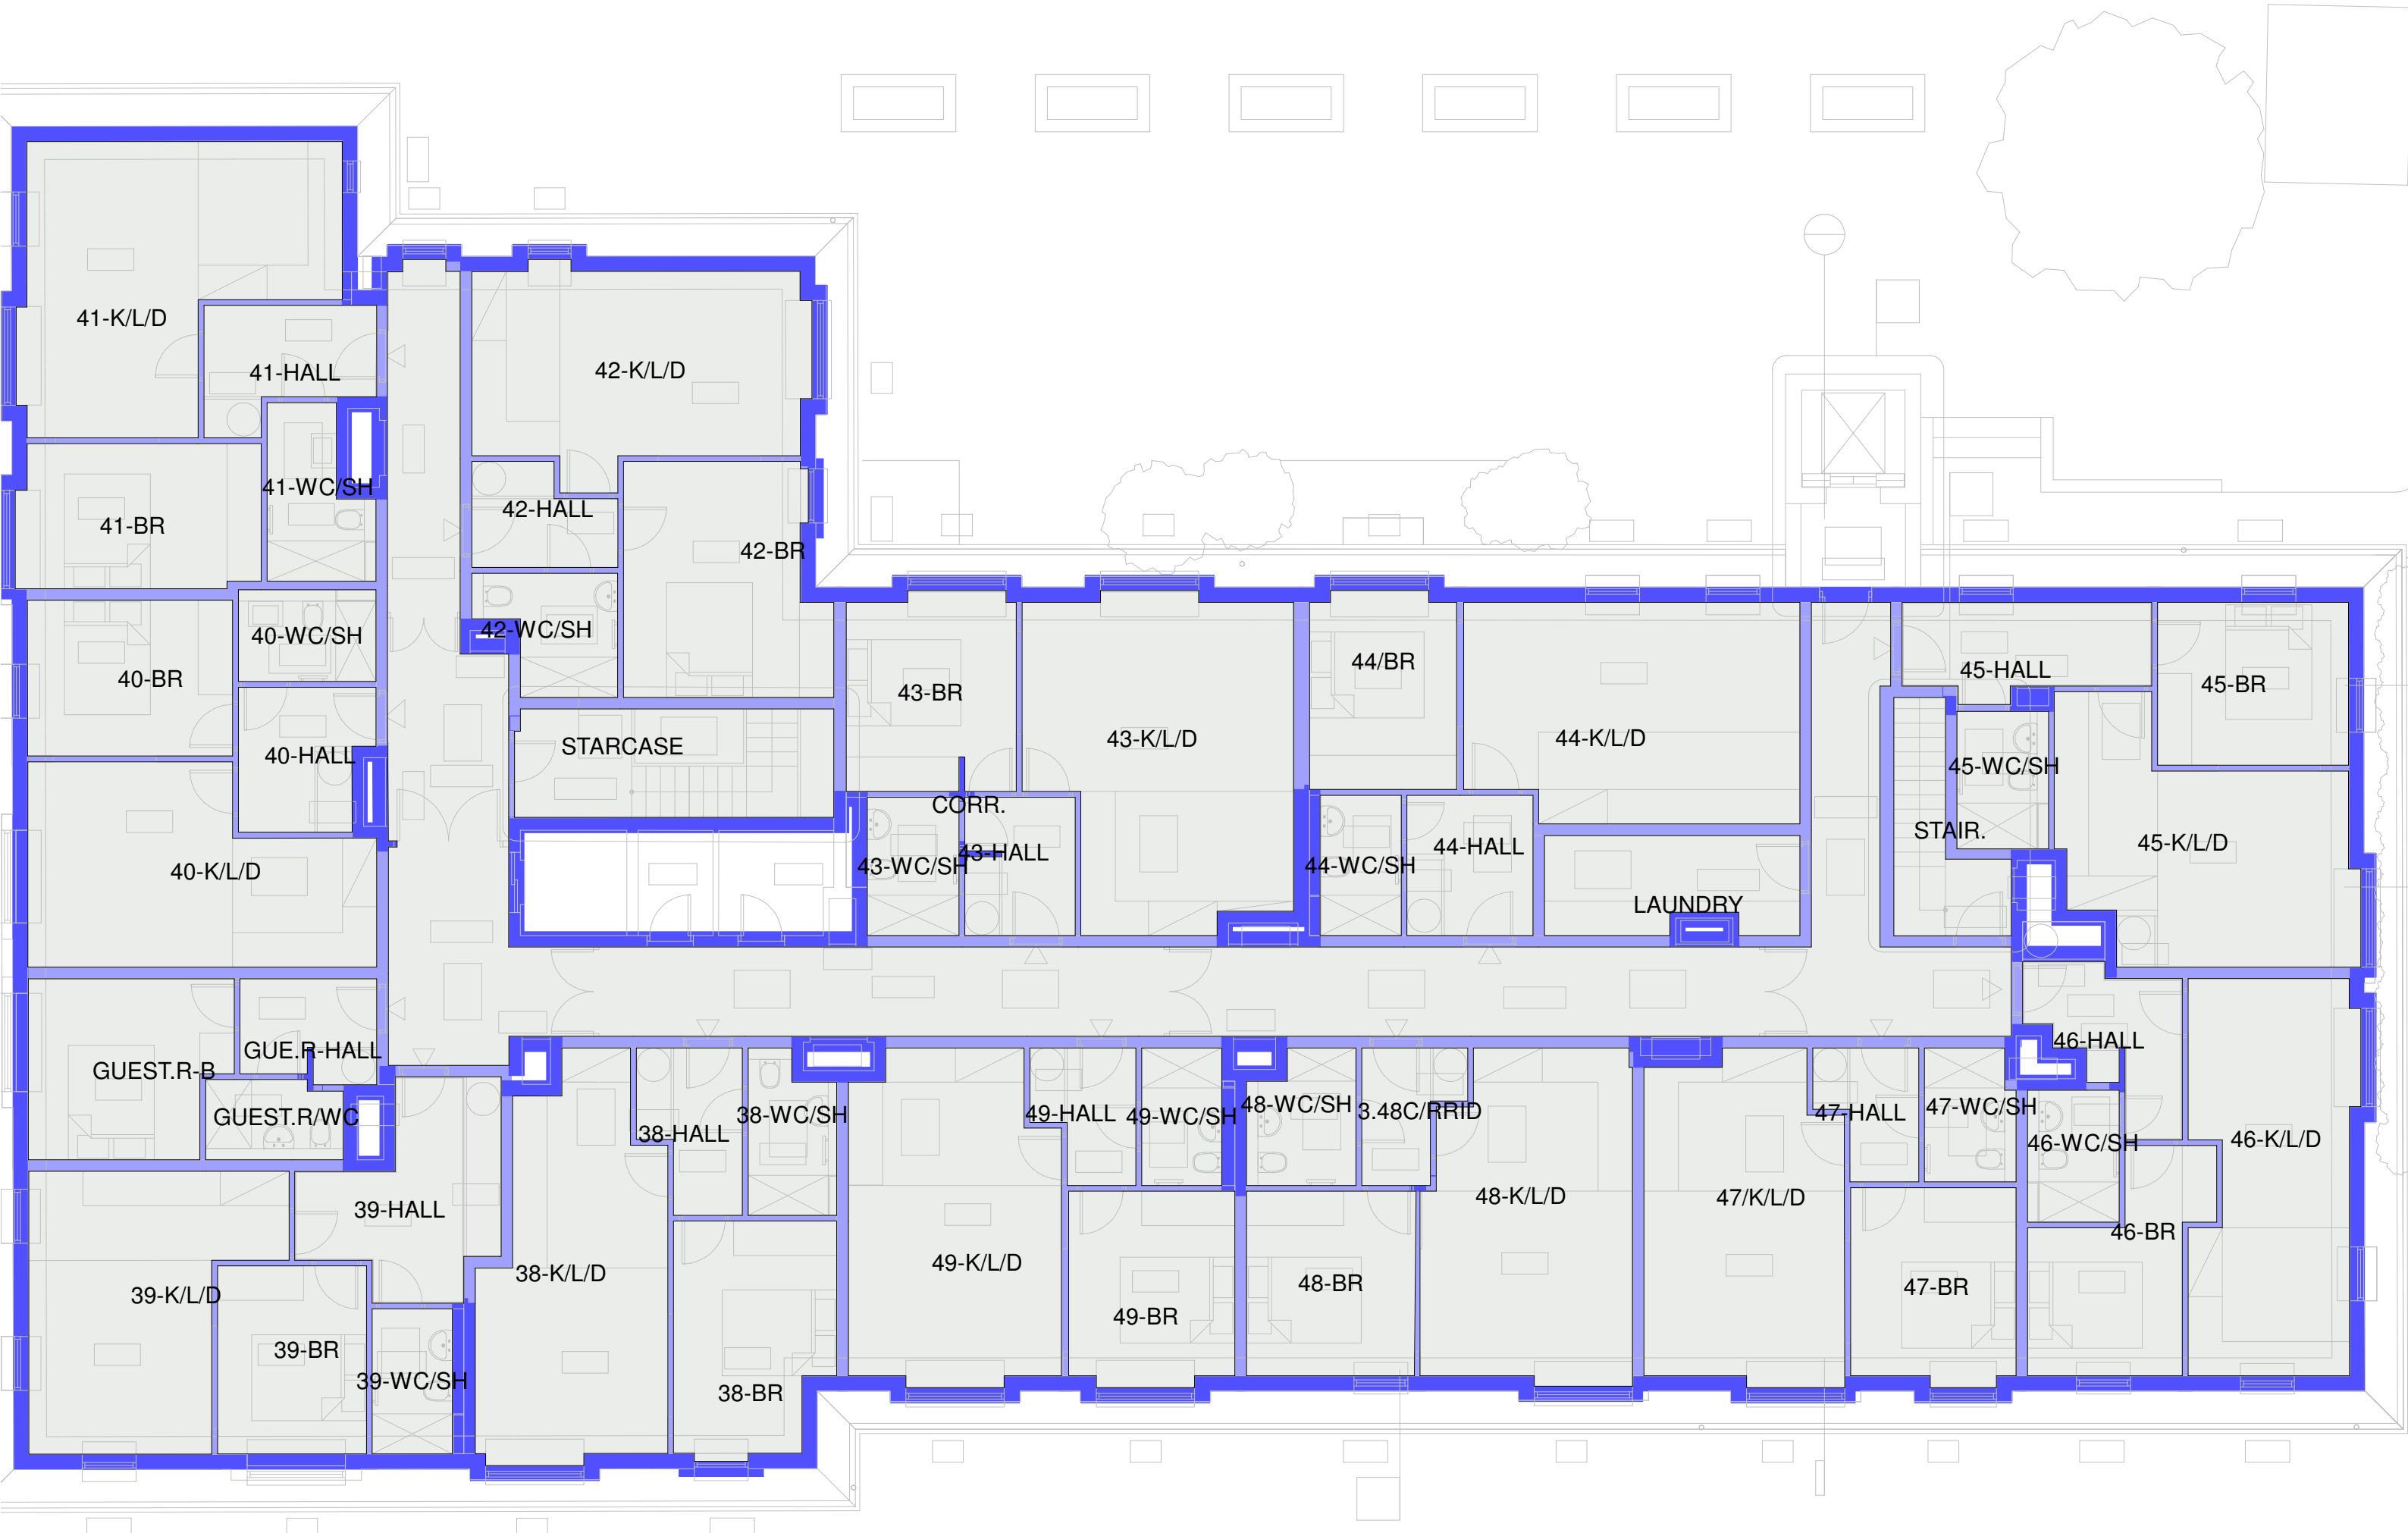 41-K/L/D
41-HALL
42-K/L/D
41-WC/SH
42-HALL
41-BR
42-BR
42-WC/SH
40-WC/SH
44/BR
45-HALL
40-BR
43-BR
45-BR
43-K/L/D
44-K/L/D
STARCASE
40-HALL
45-WC/SH
CORR.
STAIR.
45-K/L/D
44-HALL
43-HALL
43-WC/SH
44-WC/SH
40-K/L/D
LAUNDRY
46-HALL
GUE.R-HALL
GUEST.R-B
48-WC/SH
47-WC/SH
3.48C/RRID
49-HALL
47-HALL
38-WC/SH
49-WC/SH
GUEST.R/WC
38-HALL
46-K/L/D
46-WC/SH
48-K/L/D
47/K/L/D
39-HALL
46-BR
49-K/L/D
38-K/L/D
48-BR
47-BR
39-K/L/D
49-BR
39-BR
39-WC/SH
38-BR